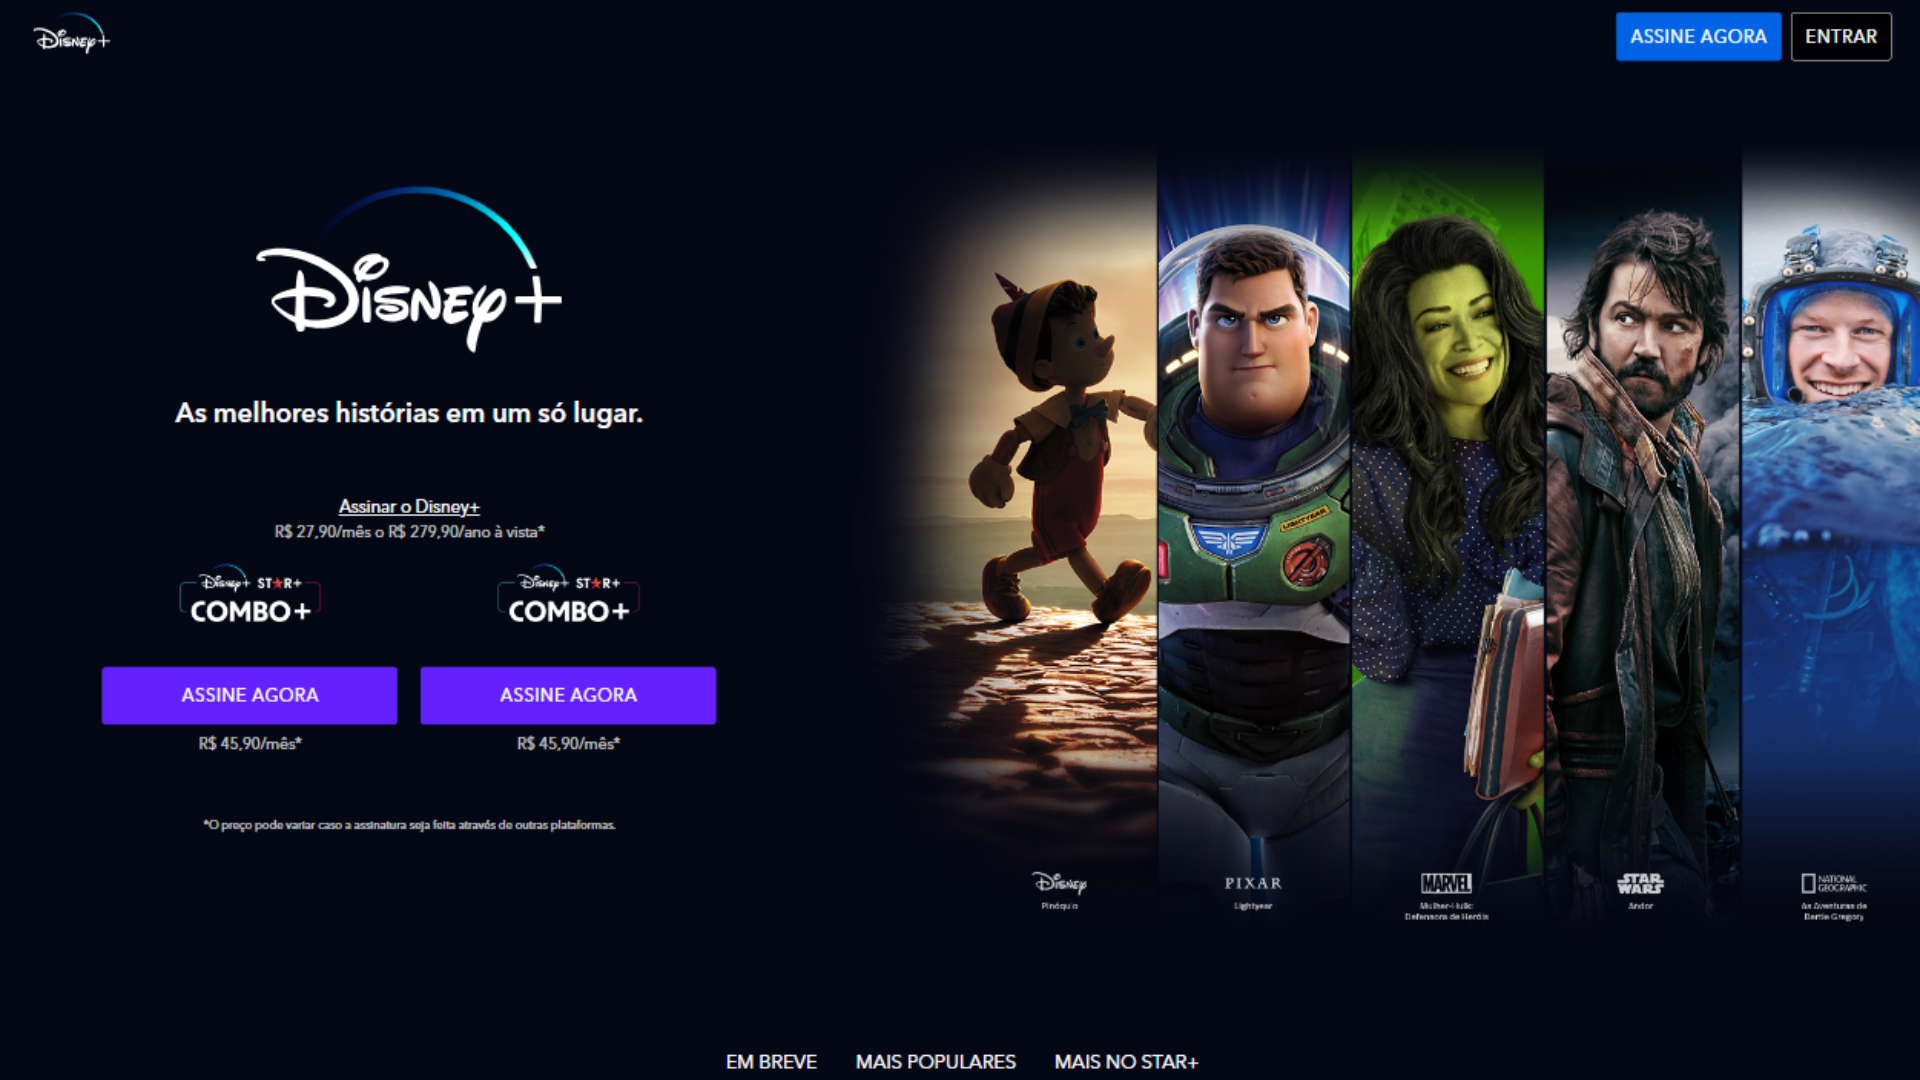 Disney+
ASSINE AGORA
ENTRAR
Disney+
As melhores histórias em um só lugar.
Assinar o Disney+
R$ 27,90/mês o R$ 279,90/ano à vista*
Disney+ STAR+
COMBO+
Disney+ STAR+
COMBO+
ASSINE AGORA
ASSINE AGORA
R$ 45,90/mês*
R$ 45,90/mês*
*O preço pode variar caso a assinatura seja feita através de outras plataformas.
LIGHTYEAR
Disney
Pinóquio
PIXAR
Lightyear
MARVEL
Mulher-Hulk:
Defensora de Heróis
STAR WARS
Andor
NATIONAL GEOGRAPHIC
As Aventuras de
Bertie Gregory
EM BREVE
MAIS POPULARES
MAIS NO STAR+